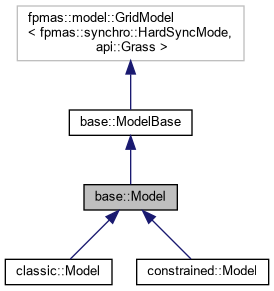 fpmas::model::GridModel
< fpmas::synchro::HardSyncMode,
api::Grass >
base::ModelBase
base::Model
classic::Model
constrained::Model